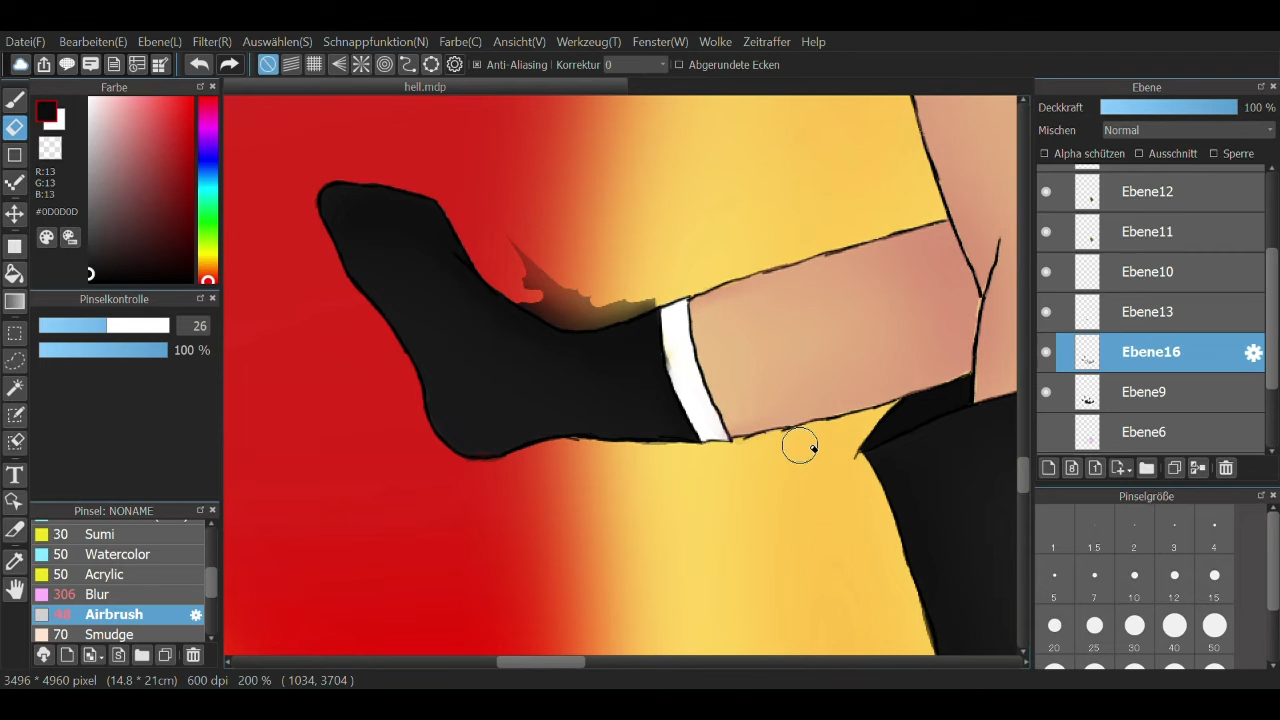 Datei(F) Bearbeiten(E) Ebene(L) Filter(R) Auswählen(S) Schnappfunktion(N) Farbe(C) Ansicht(V) Werkzeug(T) Fenster(W) Wolke Zeitraffer Help
Anti-Aliasing Korrektur 0 Abgerundete Ecken
Farbe
hell.mdp
R:13
G:13
B:13
#0D0D0D
Pinselkontrolle
26
100 %
Pinsel: NONAME
30 Sumi
50 Watercolor
50 Acrylic
306 Blur
Airbrush
70 Smudge
Ebene
Deckkraft 100 %
Mischen Normal
Alpha schützen Ausschnitt Sperre
Ebene12
Ebene11
Ebene10
Ebene13
Ebene16
Ebene9
Ebene6
Pinselgröße
1 1.5 2 3 4
5 7 10 12 15
20 25 30 40 50
3496 * 4960 pixel (14.8 * 21cm) 600 dpi 200 % ( 1034, 3704 )